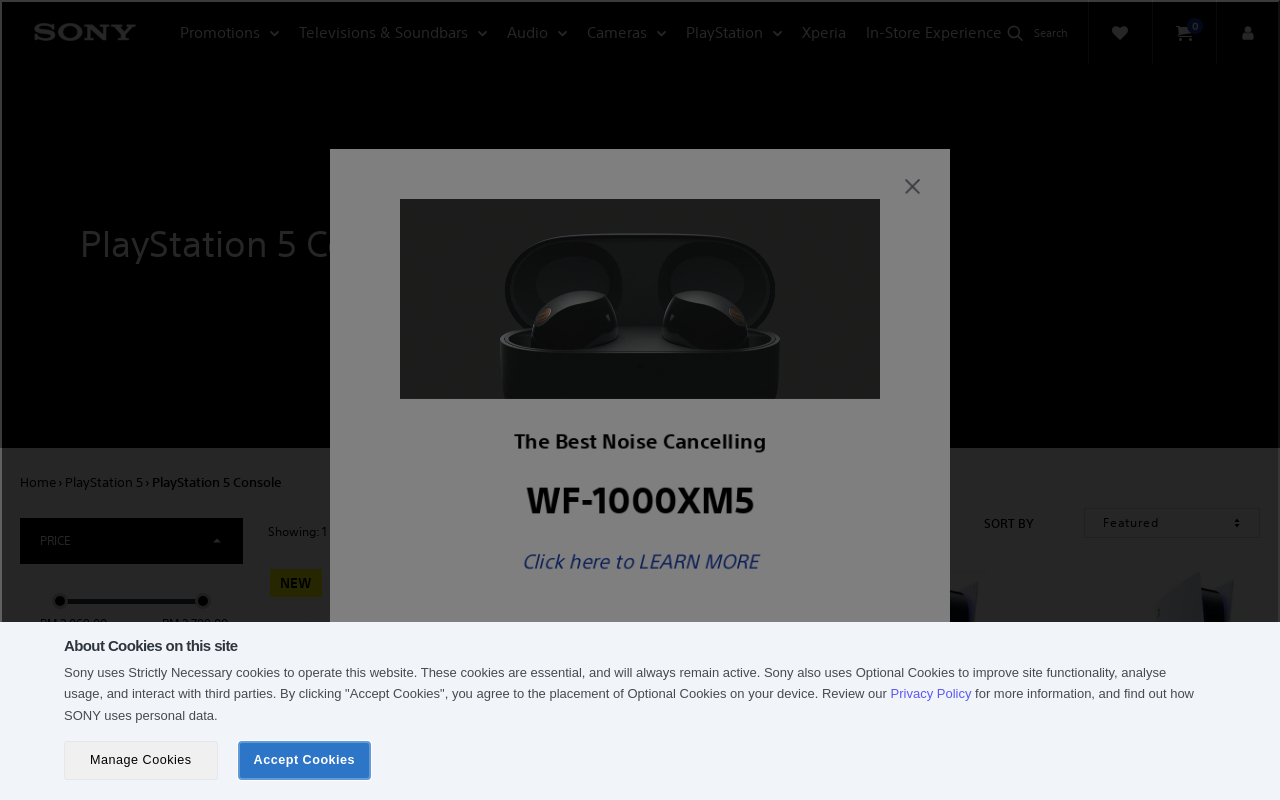 SONY
Promotions
Televisions & Soundbars
Audio
Cameras
PlayStation
Xperia
In-Store Experience
Search
0
PlayStation 5 Co
The Best Noise Cancelling
WF-1000XM5
Click here to LEARN MORE
Home › PlayStation 5 › PlayStation 5 Console
PRICE
Showing: 1
SORT BY
Featured
NEW
About Cookies on this site
Sony uses Strictly Necessary cookies to operate this website. These cookies are essential, and will always remain active. Sony also uses Optional Cookies to improve site functionality, analyse
usage, and interact with third parties. By clicking "Accept Cookies", you agree to the placement of Optional Cookies on your device. Review our Privacy Policy for more information, and find out how
SONY uses personal data.
Manage Cookies
Accept Cookies